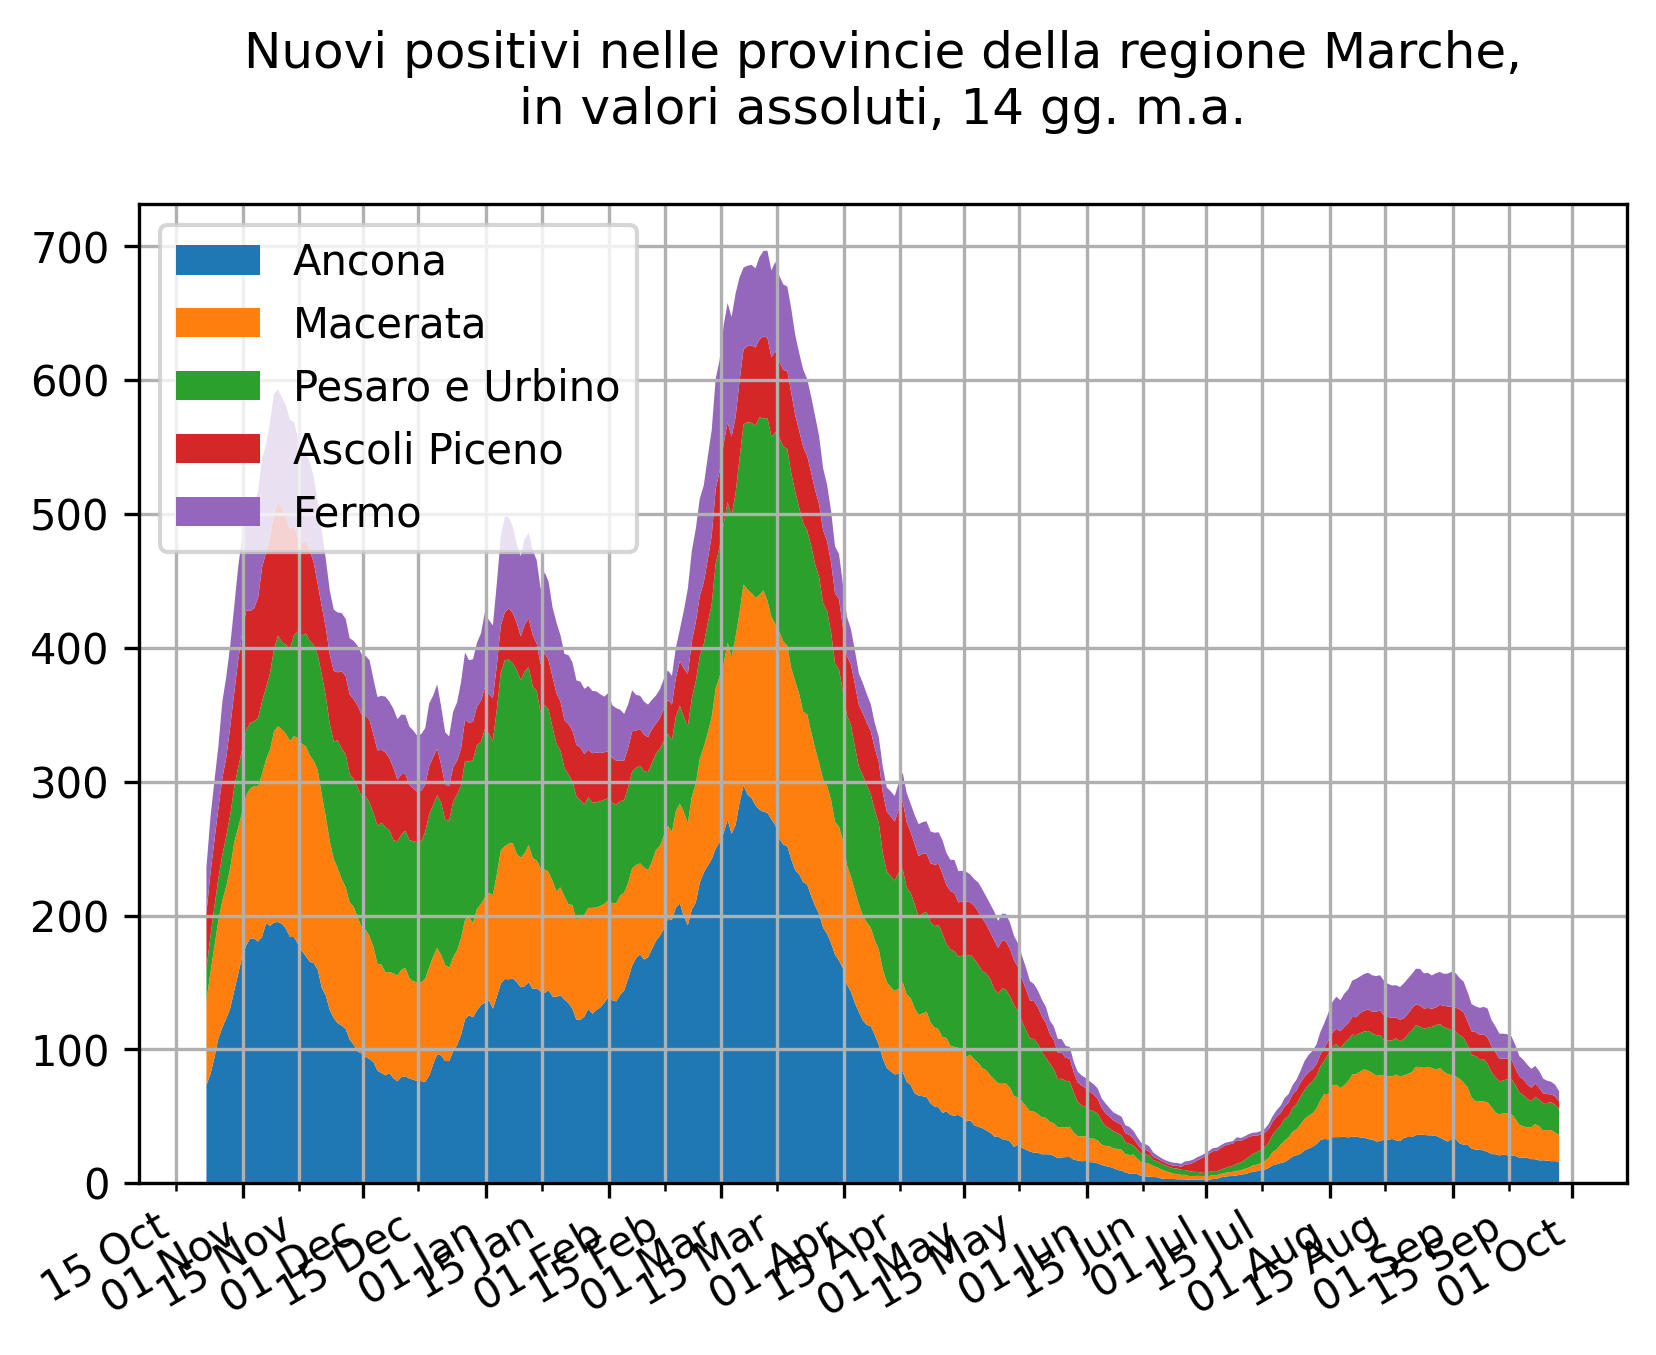 Nuovi positivi nelle provincie della regione Marche,
in valori assoluti, 14 gg. m.a.
Ancona
Macerata
Pesaro e Urbino
Ascoli Piceno
Fermo
700
600
500
400
300
200
100
0
15 Oct
01 Nov
15 Nov
01 Dec
15 Dec
01 Jan
15 Jan
01 Feb
15 Feb
01 Mar
15 Mar
01 Apr
15 Apr
01 May
15 May
01 Jun
15 Jun
01 Jul
15 Jul
01 Aug
15 Aug
01 Sep
15 Sep
01 Oct